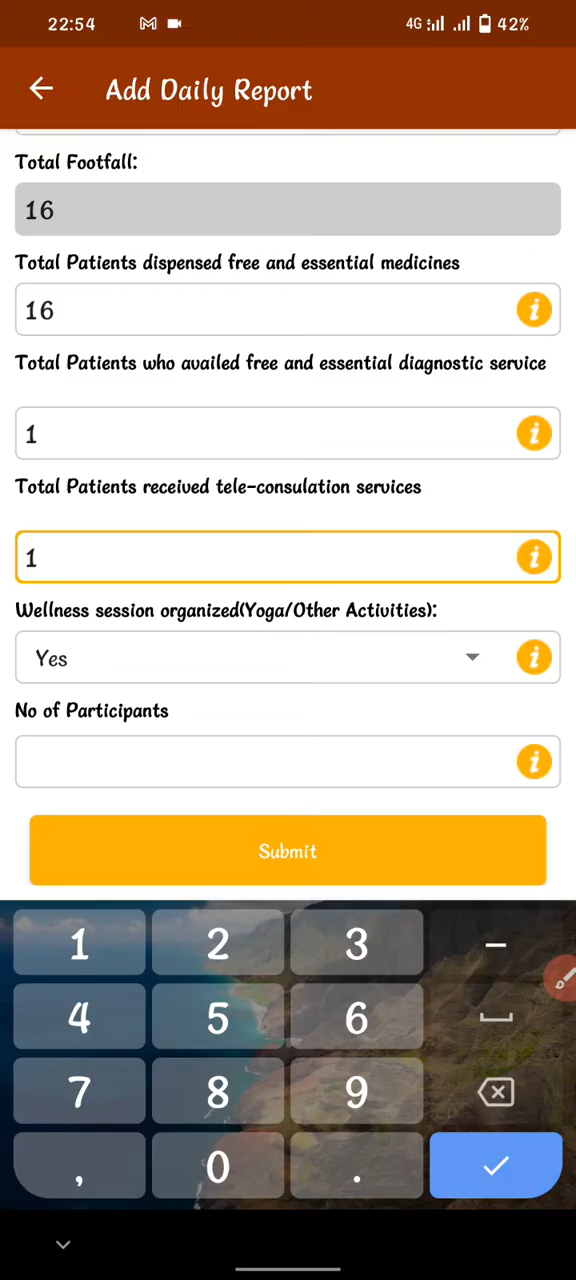 22:54
4G 42%
Add Daily Report
Total Footfall:
16
Total Patients dispensed free and essential medicines
16
i
Total Patients who availed free and essential diagnostic service
1
i
Total Patients received tele-consulation services
1
i
Wellness session organized(Yoga/Other Activities):
Yes
i
No of Participants
i
Submit
1 2 3 –
4 5 6
7 8 9
, 0 .